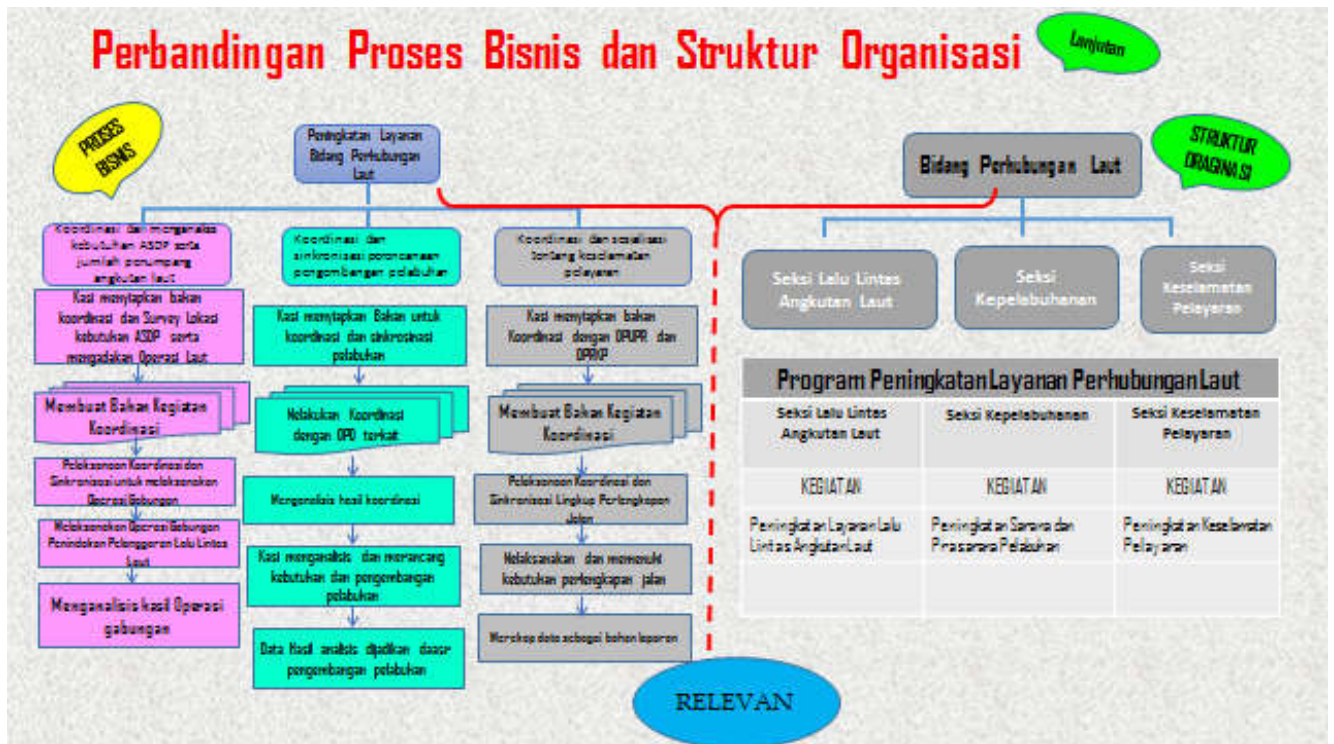 Perbandingan Proses Bisnis dan Struktur Organisasi
Lanjutan
PROSES
BISNIS
Peningkatan Layanan
Bidang Perhubungan
Laut
Koordinasi dan menganalisa
kebutuhan ASDP serta
jumlah penumpang
angkutan laut
Kasi menyiapkan bahan
koordinasi dan Survey Lokasi
kebutuhan ASDP serta
mengadakan Operasi Laut
Membuat Bahan Kegiatan
Koordinasi
Pelaksanaan Koordinasi dan
Sinkronisasi untuk melaksanakan
Operasi Gabungan
Melaksanakan Operasi Gabungan
Penindakan Pelanggaran Lalu Lintas
Laut
Menganalisis hasil Operasi
gabungan
Koordinasi dan
sinkronisasi perencanaan
pengembangan pelabuhan
Kasi menyiapkan Bahan untuk
koordinasi dan sinkrosinasi
pelabuhan
Melakukan Koordinasi
dengan OPD terkait
Menganalisis hasil koordinasi
Kasi menganalisis dan merancang
kebutuhan dan pengembangan
pelabuhan
Data Hasil analisis dijadikan daasr
pengembangan pelabuhan
Koordinasi dan sosialisasi
tentang keselamatan
pelayaran
Kasi menyiapkan bahan
Koordinasi dengan DPUPR dan
DPRKP
Membuat Bahan Kegiatan
Koordinasi
Pelaksanaan Koordinasi dan
Sinkronisasi Lingkup Perlengkapan
Jalan
Melaksanakan dan memenuhi
kebutuhan perlengkapan jalan
Merekap data sebagai bahan laporan
STRUKTUR
ORAGINASI
Bidang Perhubungan Laut
Seksi Lalu Lintas
Angkutan Laut
Seksi
Kepelabuhanan
Seksi
Keselamatan
Pelayaran
Program Peningkatan Layanan Perhubungan Laut
Seksi Lalu Lintas
Angkutan Laut
Seksi Kepelabuhanan
Seksi Keselamatan
Pelayaran
KEGIATAN
KEGIATAN
KEGIATAN
Peningkatan Layanan Lalu
Lintas Angkutan Laut
Peningkatan Sarana dan
Prasarana Pelabuhan
Peningkatan Keselamatan
Pelayaran
RELEVAN